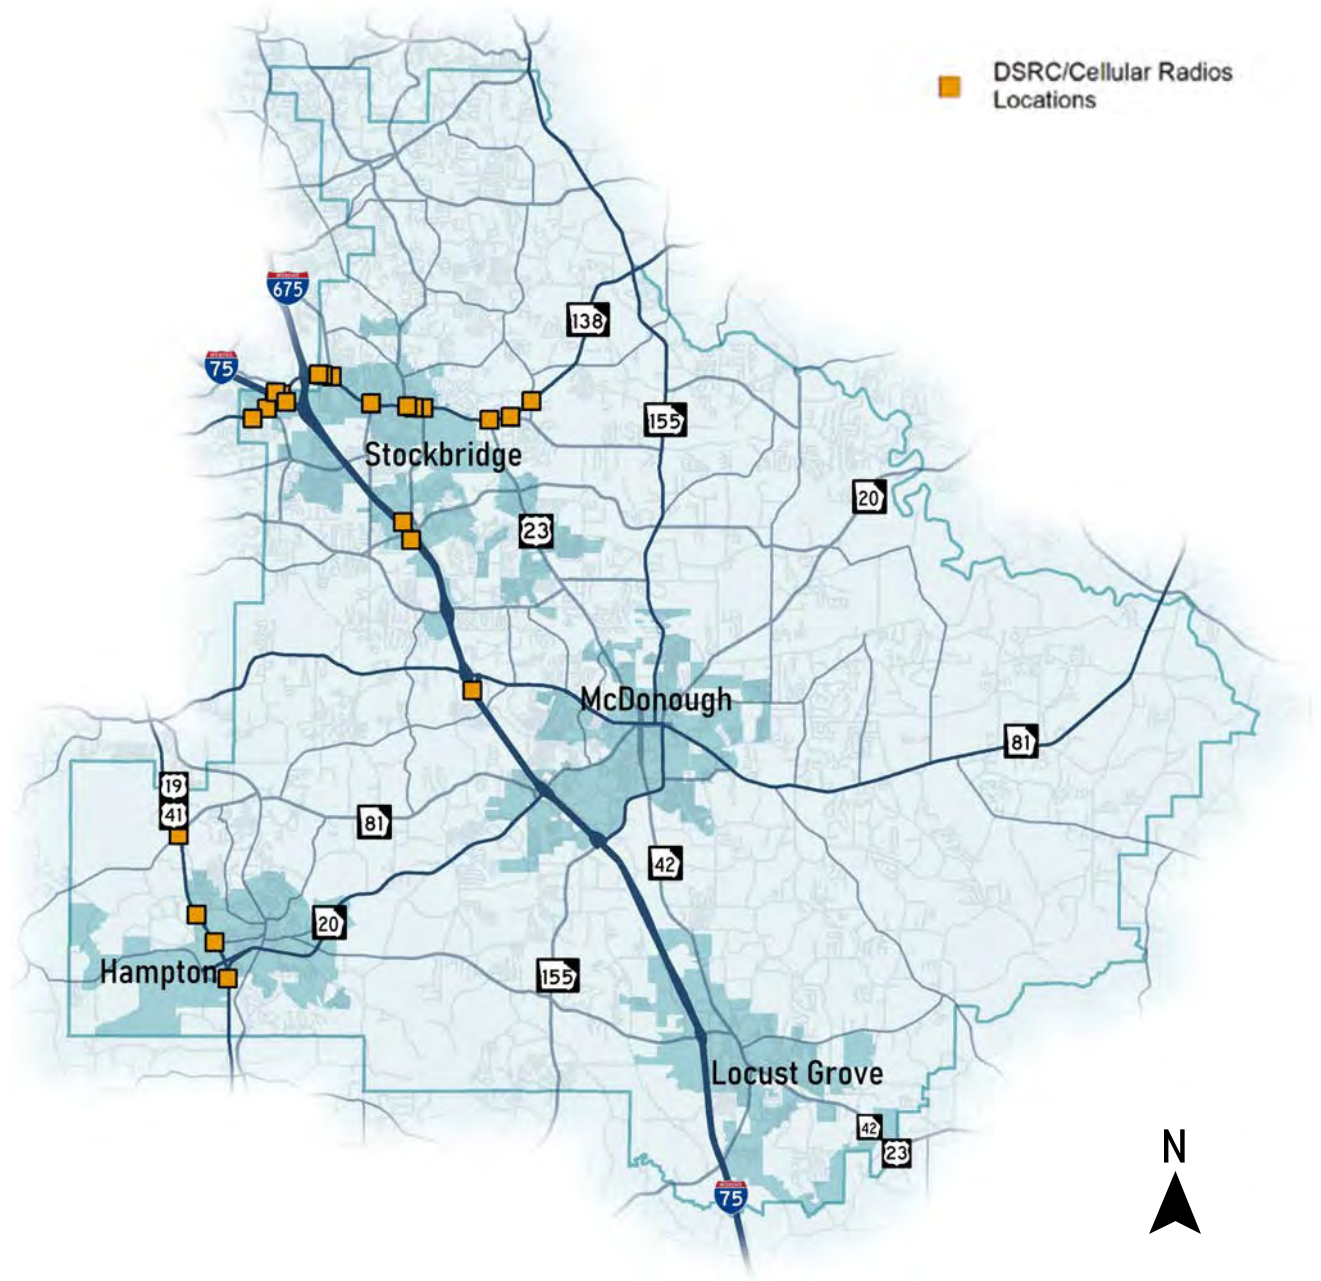 DSRC/Cellular Radios
Locations
675
138
75
155
Stockbridge
20
23
McDonough
81
19
41
81
42
20
Hampton
155
Locust Grove
42
23
N
75